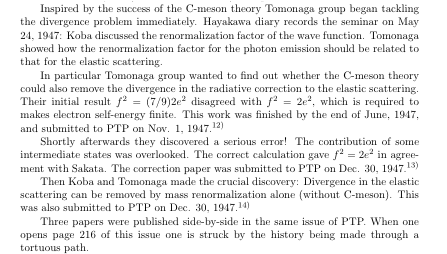 Inspired by the success of the C-meson theory Tomonaga group began tackling
the divergence problem immediately. Hayakawa diary records the seminar on May
24, 1947: Koba discussed the renormalization factor of the wave function. Tomonaga
showed how the renormalization factor for the photon emission should be related to
that for the elastic scattering.
In particular Tomonaga group wanted to find out whether the C-meson theory
could also remove the divergence in the radiative correction to the elastic scattering.
Their initial result f² = (7/9)2e² disagreed with f² = 2e², which is required to
makes electron self-energy finite. This work was finished by the end of June, 1947,
and submitted to PTP on Nov. 1, 1947.¹²⁾
Shortly afterwards they discovered a serious error! The contribution of some
intermediate states was overlooked. The correct calculation gave f² = 2e² in agree-
ment with Sakata. The correction paper was submitted to PTP on Dec. 30, 1947.¹³⁾
Then Koba and Tomonaga made the crucial discovery: Divergence in the elastic
scattering can be removed by mass renormalization alone (without C-meson). This
was also submitted to PTP on Dec. 30, 1947.¹⁴⁾
Three papers were published side-by-side in the same issue of PTP. When one
opens page 216 of this issue one is struck by the history being made through a
tortuous path.